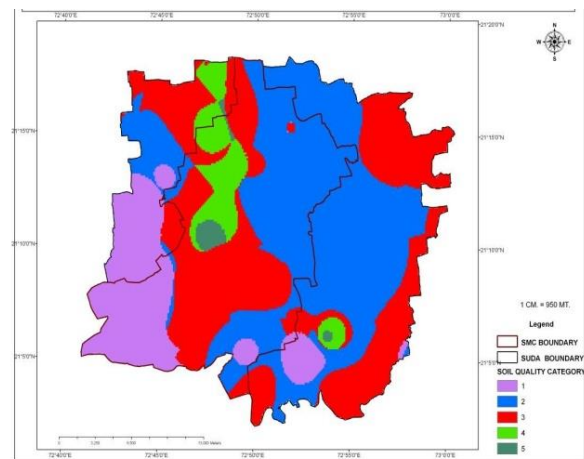 72°40'0"E 72°45'0"E 72°50'0"E 72°55'0"E 73°0'0"E
21°20'0"N
N
W E
S
21°15'0"N 21°15'0"N
21°10'0"N 21°10'0"N
1 CM. = 950 MT.
Legend
SMC BOUNDARY
SUDA BOUNDARY
21°5'0"N 21°5'0"N
SOIL QUALITY CATEGORY
1
2
3
4
5
72°40'0"E 72°45'0"E 72°50'0"E 72°55'0"E 73°0'0"E